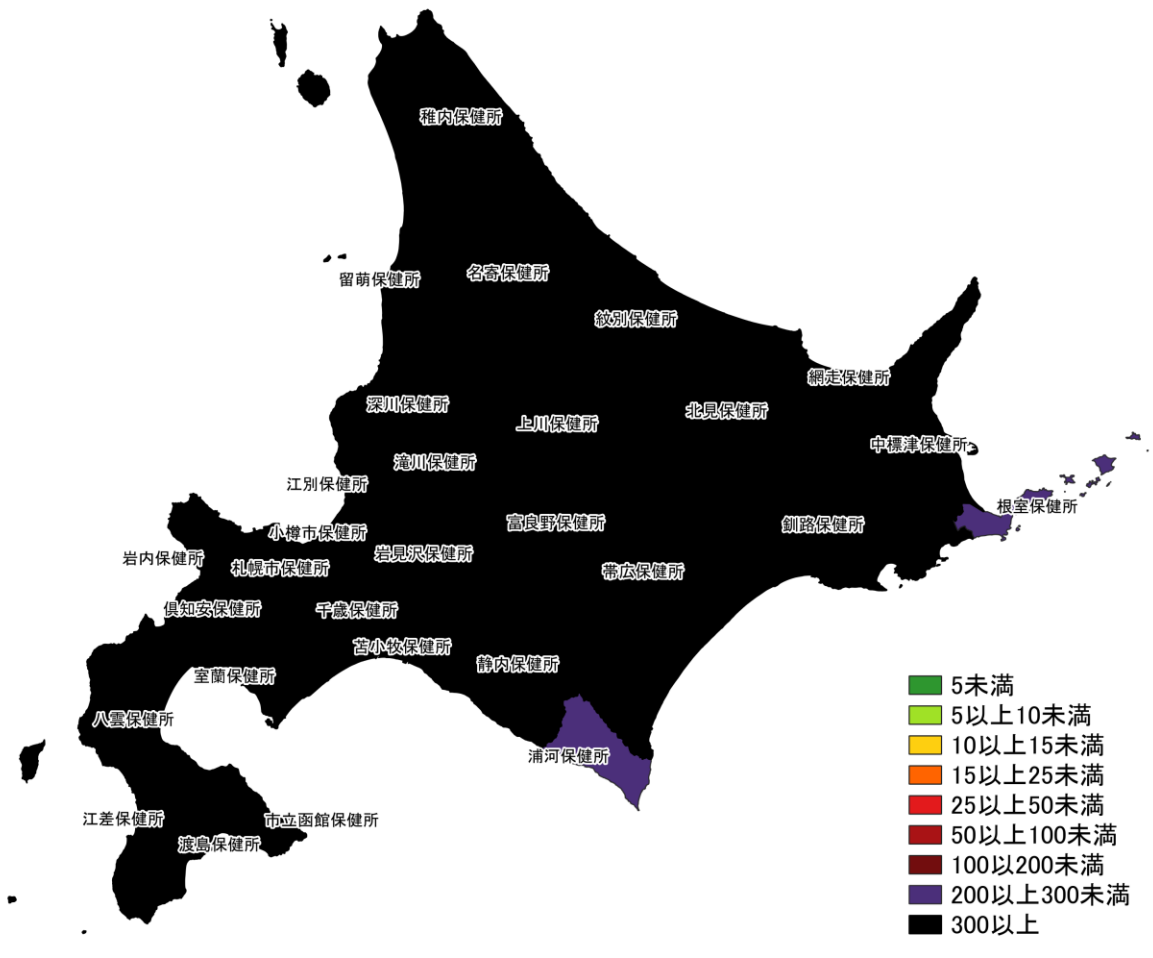 稚内保健所
名寄保健所
留萌保健所
紋別保健所
網走保健所
深川保健所
北見保健所
上川保健所
中標津保健所
滝川保健所
江別保健所
根室保健所
富良野保健所
釧路保健所
小樽市保健所
岩見沢保健所
岩内保健所
札幌市保健所
帯広保健所
倶知安保健所
千歳保健所
苫小牧保健所
静内保健所
室蘭保健所
八雲保健所
浦河保健所
江差保健所
市立函館保健所
渡島保健所
5未満
5以上10未満
10以上15未満
15以上25未満
25以上50未満
50以上100未満
100以200未満
200以上300未満
300以上